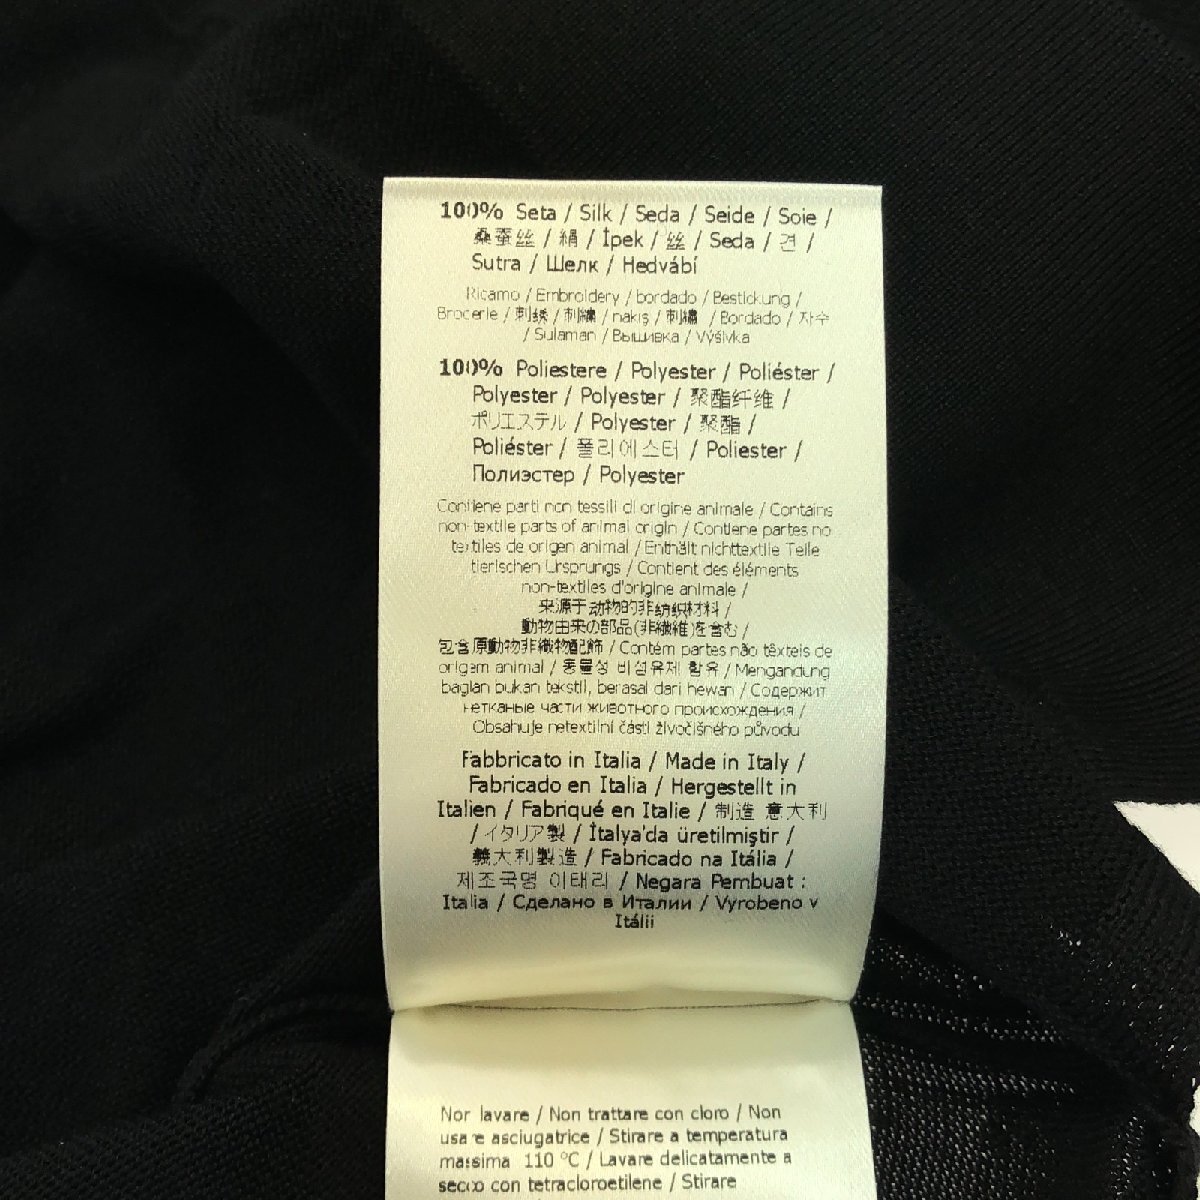 100% Seta / Silk / Seda / Seide / Soie /
桑蚕丝 / 絹 / İpek / 丝 / Seda / 견 /
Sutra / Шелк / Hedvábí
Ricamo / Embroidery / bordado / Bestickung /
Broderie / 刺绣 / 刺繍 / nakış / 刺繡 / Bordado / 자수
/ Sulaman / Вышивка / Výšivka
100% Poliestere / Polyester / Poliéster /
Polyester / Polyester / 聚酯纤维 /
ポリエステル / Polyester / 聚酯 /
Poliéster / 폴리에스터 / Poliester /
Полиэстер / Polyester
Contiene parti non tessili di origine animale / Contains
non-textile parts of animal origin / Contiene partes no
textiles de origen animal / Enthält nichttextile Teile
tierischen Ursprungs / Contient des éléments
non-textiles d'origine animale /
来源于动物的非纺织材料 /
動物由来の部品(非繊維)を含む /
包含原動物非織物配飾 / Contém partes não têxteis de
origem animal / 동물성 비섬유제 함유 / Mengandung
bagian bukan tekstil, berasal dari hewan / Содержит
нетканые части животного происхождения /
Obsahuje netextilní části živočišného původu
Fabbricato in Italia / Made in Italy /
Fabricado en Italia / Hergestellt in
Italien / Fabriqué en Italie / 制造 意大利
/ イタリア製 / İtalya'da üretilmiştir /
義大利製造 / Fabricado na Itália /
제조국명 이태리 / Negara Pembuat :
Italia / Сделано в Италии / Vyrobeno v
Itálii
Non lavare / Non trattare con cloro / Non
usare asciugatrice / Stirare a temperatura
massima 110 °C / Lavare delicatamente a
secco con tetracloroetilene / Stirare